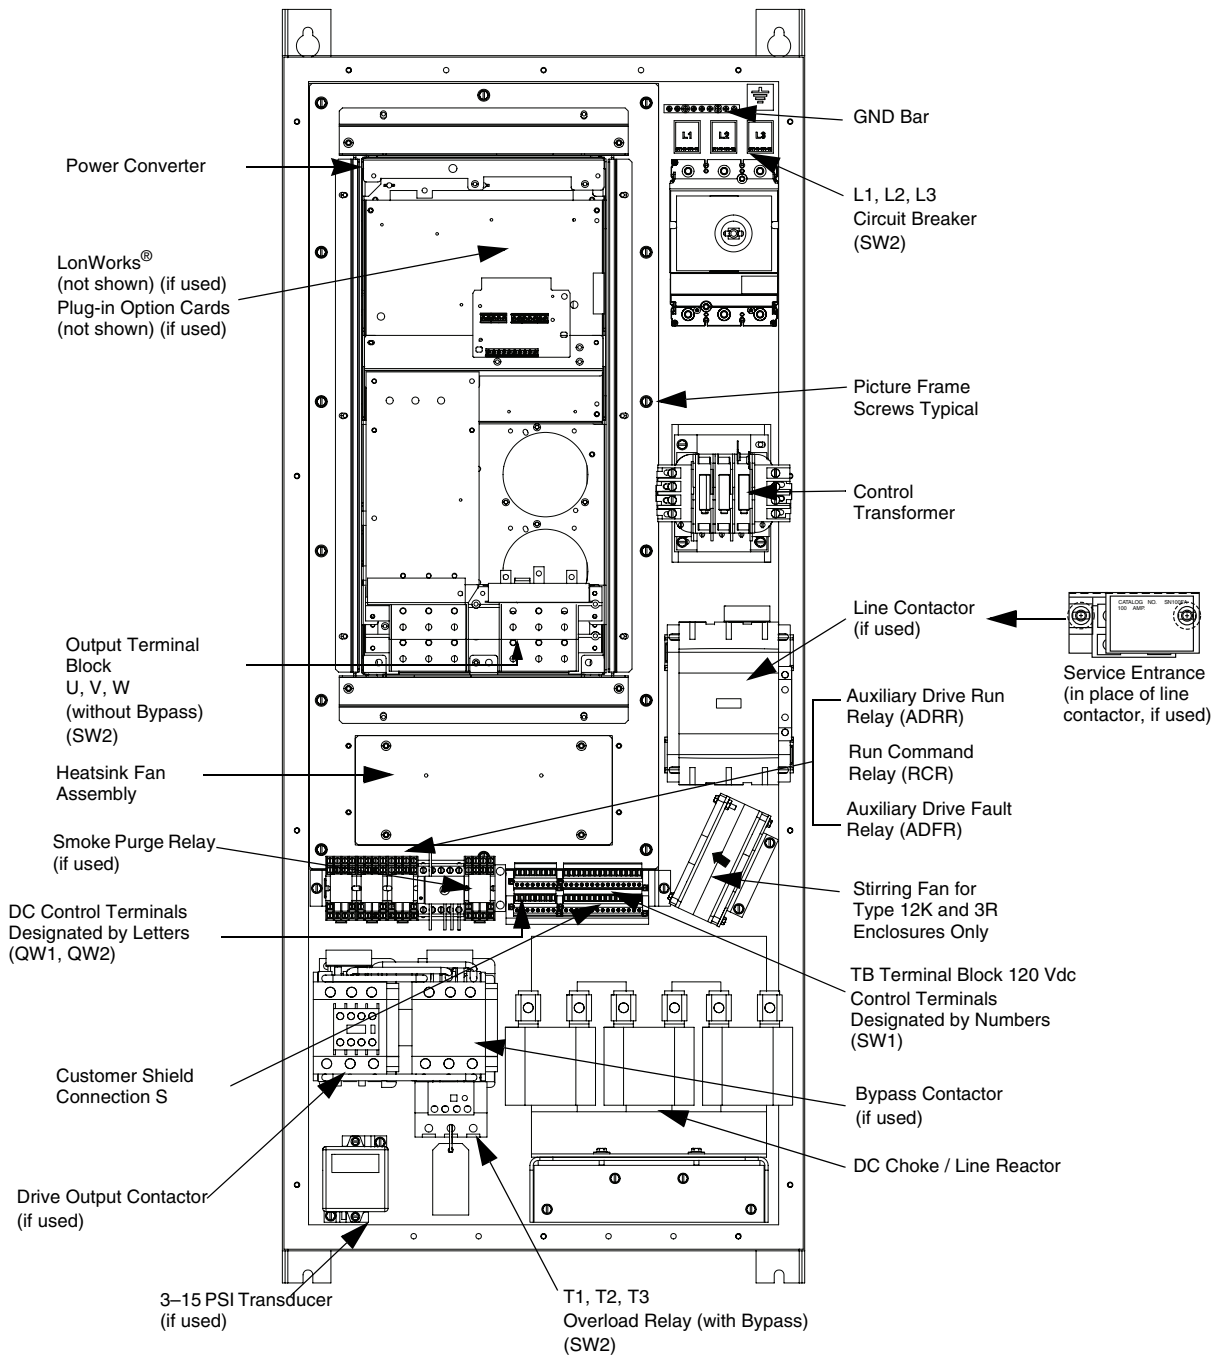 GND Bar
L1 L2 L3
Power Converter
L1, L2, L3
Circuit Breaker
(SW2)
LonWorks®
(not shown) (if used)
Plug-in Option Cards
(not shown) (if used)
Picture Frame
Screws Typical
Control
Transformer
Line Contactor
(if used)
CATALOG NO. SN100FA
100 AMP.
Service Entrance
(in place of line
contactor, if used)
Output Terminal
Block
U, V, W
(without Bypass)
(SW2)
Auxiliary Drive Run
Relay (ADRR)
Run Command
Relay (RCR)
Auxiliary Drive Fault
Relay (ADFR)
Heatsink Fan
Assembly
Smoke Purge Relay
(if used)
Stirring Fan for
Type 12K and 3R
Enclosures Only
DC Control Terminals
Designated by Letters
(QW1, QW2)
TB Terminal Block 120 Vdc
Control Terminals
Designated by Numbers
(SW1)
Customer Shield
Connection S
Bypass Contactor
(if used)
DC Choke / Line Reactor
Drive Output Contactor
(if used)
3–15 PSI Transducer
(if used)
T1, T2, T3
Overload Relay (with Bypass)
(SW2)